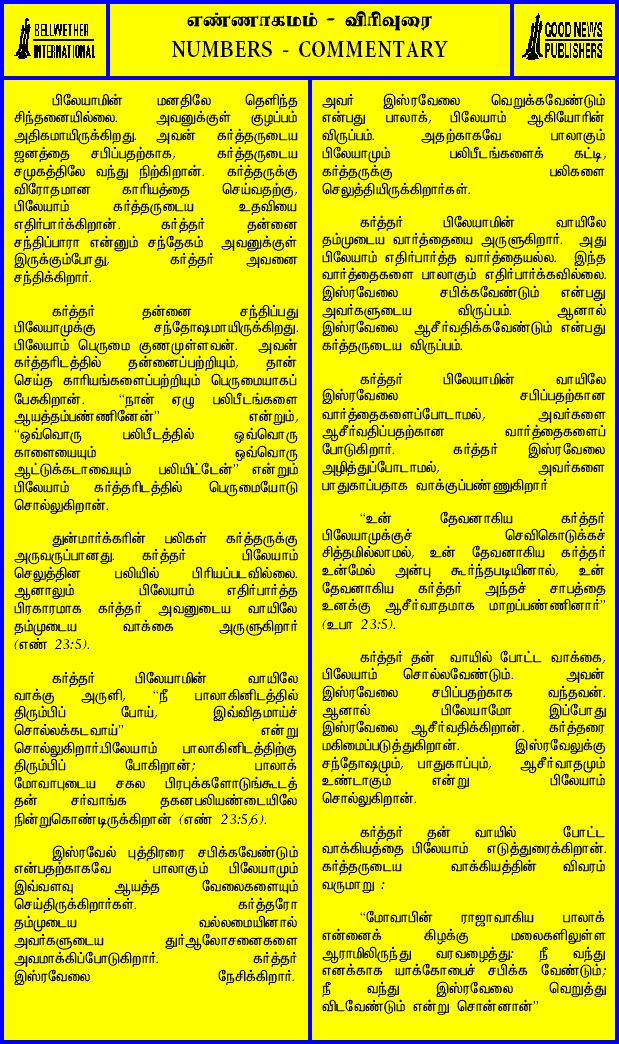 BELLWETHER
INTERNATIONAL
எண்ணாகமம் - விரிவுரை
NUMBERS - COMMENTARY
GOOD NEWS
PUBLISHERS
பிலேயாமின் மனதிலே தெளிந்த
சிந்தனையில்லை. அவனுக்குள் குழப்பம்
அதிகமாயிருக்கிறது. அவன் கர்த்தருடைய
ஜனத்தை சபிப்பதற்காக, கர்த்தருடைய
சமுகத்திலே வந்து நிற்கிறான். கர்த்தருக்கு
விரோதமான காரியத்தை செய்வதற்கு,
பிலேயாம் கர்த்தருடைய உதவியை
எதிர்பார்க்கிறான். கர்த்தர் தன்னை
சந்திப்பாரா என்னும் சந்தேகம் அவனுக்குள்
இருக்கும்போது, கர்த்தர் அவனை
சந்திக்கிறார்.
கர்த்தர் தன்னை சந்திப்பது
பிலேயாமுக்கு சந்தோஷமாயிருக்கிறது.
பிலேயாம் பெருமை குணமுள்ளவன். அவன்
கர்த்தரிடத்தில் தன்னைப்பற்றியும், தான்
செய்த காரியங்களைப்பற்றியும் பெருமையாகப்
பேசுகிறான். “நான் ஏழு பலிபீடங்களை
ஆயத்தம்பண்ணினேன்” என்றும்,
“ஒவ்வொரு பலிபீடத்தில் ஒவ்வொரு
காளையையும் ஒவ்வொரு
ஆட்டுக்கடாவையும் பலியிட்டேன்” என்றும்
பிலேயாம் கர்த்தரிடத்தில் பெருமையோடு
சொல்லுகிறான்.
துன்மார்க்கரின் பலிகள் கர்த்தருக்கு
அருவருப்பானது. கர்த்தர் பிலேயாம்
செலுத்தின பலியில் பிரியப்படவில்லை.
ஆனாலும் பிலேயாம் எதிர்பார்த்த
பிரகாரமாக கர்த்தர் அவனுடைய வாயிலே
தம்முடைய வாக்கை அருளுகிறார்
(எண் 23:5).
கர்த்தர் பிலேயாமின் வாயிலே
வாக்கு அருளி, “நீ பாலாகினிடத்தில்
திரும்பிப் போய், இவ்விதமாய்ச்
சொல்லக்கடவாய்” என்று
சொல்லுகிறார்.பிலேயாம் பாலாகினிடத்திற்கு
திரும்பிப் போகிறான்; பாலாக்
மோவாபுடைய சகல பிரபுக்களோடுங்கூடத்
தன் சர்வாங்க தகனபலியண்டையிலே
நின்றுகொண்டிருக்கிறான் (எண் 23:5,6).
இஸ்ரவேல் புத்திரரை சபிக்கவேண்டும்
என்பதற்காகவே பாலாகும் பிலேயாமும்
இவ்வளவு ஆயத்த வேலைகளையும்
செய்திருக்கிறார்கள். கர்த்தரோ
தம்முடைய வல்லமையினால்
அவர்களுடைய துர்ஆலோசனைகளை
அவமாக்கிப்போடுகிறார். கர்த்தர்
இஸ்ரவேலை நேசிக்கிறார்.
அவர் இஸ்ரவேலை வெறுக்கவேண்டும்
என்பது பாலாக், பிலேயாம் ஆகியோரின்
விருப்பம். அதற்காகவே பாலாகும்
பிலேயாமும் பலிபீடங்களைக் கட்டி,
கர்த்தருக்கு பலிகளை
செலுத்தியிருக்கிறார்கள்.
கர்த்தர் பிலேயாமின் வாயிலே
தம்முடைய வார்த்தையை அருளுகிறார். அது
பிலேயாம் எதிர்பார்த்த வார்த்தையல்ல. இந்த
வார்த்தைகளை பாலாகும் எதிர்பார்க்கவில்லை.
இஸ்ரவேலை சபிக்கவேண்டும் என்பது
அவர்களுடைய விருப்பம். ஆனால்
இஸ்ரவேலை ஆசீர்வதிக்கவேண்டும் என்பது
கர்த்தருடைய விருப்பம்.
கர்த்தர் பிலேயாமின் வாயிலே
இஸ்ரவேலை சபிப்பதற்கான
வார்த்தைகளைப்போடாமல், அவர்களை
ஆசீர்வதிப்பதற்கான வார்த்தைகளைப்
போடுகிறார். கர்த்தர் இஸ்ரவேலை
அழித்துப்போடாமல், அவர்களை
பாதுகாப்பதாக வாக்குப்பண்ணுகிறார்
“உன் தேவனாகிய கர்த்தர்
பிலேயாமுக்குச் செவிகொடுக்கச்
சித்தமில்லாமல், உன் தேவனாகிய கர்த்தர்
உன்மேல் அன்பு கூர்ந்தபடியினால், உன்
தேவனாகிய கர்த்தர் அந்தச் சாபத்தை
உனக்கு ஆசீர்வாதமாக மாறப்பண்ணினார்”
(உபா 23:5).
கர்த்தர் தன் வாயில் போட்ட வாக்கை,
பிலேயாம் சொல்லவேண்டும். அவன்
இஸ்ரவேலை சபிப்பதற்காக வந்தவன்.
ஆனால் பிலேயாமோ இப்போது
இஸ்ரவேலை ஆசீர்வதிக்கிறான். கர்த்தரை
மகிமைப்படுத்துகிறான். இஸ்ரவேலுக்கு
சந்தோஷமும், பாதுகாப்பும், ஆசீர்வாதமும்
உண்டாகும் என்று பிலேயாம்
சொல்லுகிறான்.
கர்த்தர் தன் வாயில் போட்ட
வாக்கியத்தை பிலேயாம் எடுத்துரைக்கிறான்.
கர்த்தருடைய வாக்கியத்தின் விவரம்
வருமாறு :
“மோவாபின் ராஜாவாகிய பாலாக்
என்னைக் கிழக்கு மலைகளிலுள்ள
ஆராமிலிருந்து வரவழைத்து: நீ வந்து
எனக்காக யாக்கோபைச் சபிக்க வேண்டும்;
நீ வந்து இஸ்ரவேலை வெறுத்து
விடவேண்டும் என்று சொன்னான்”